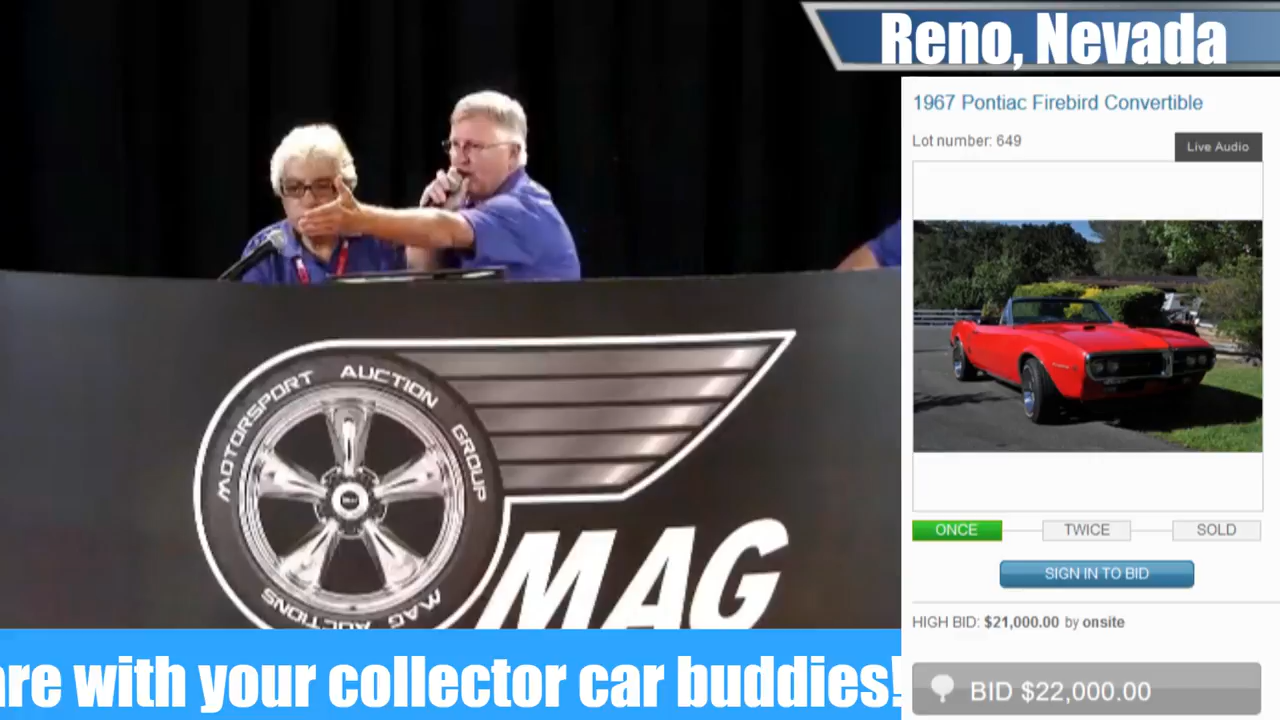 Reno, Nevada
1967 Pontiac Firebird Convertible
Lot number: 649
Live Audio
MOTORSPORT AUCTION GROUP
MAG AUCTIONS
MAG
ONCE
TWICE
SOLD
SIGN IN TO BID
HIGH BID: $21,000.00 by onsite
BID $22,000.00
are with your collector car buddies!